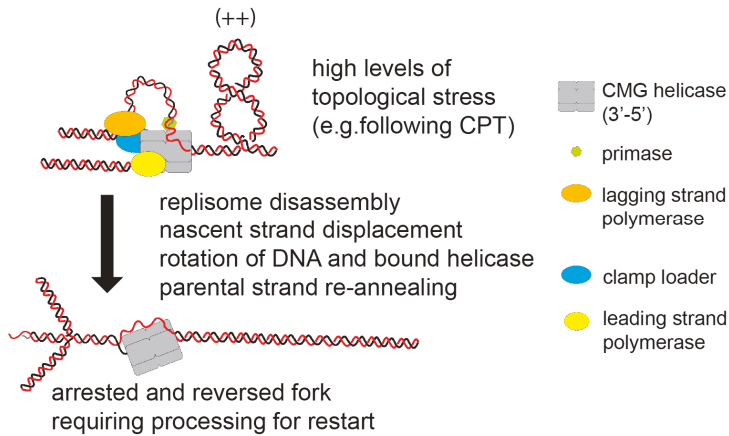 (++)
high levels of
topological stress
(e.g.following CPT)
replisome disassembly
nascent strand displacement
rotation of DNA and bound helicase
parental strand re-annealing
arrested and reversed fork
requiring processing for restart
CMG helicase
(3'-5')
primase
lagging strand
polymerase
clamp loader
leading strand
polymerase